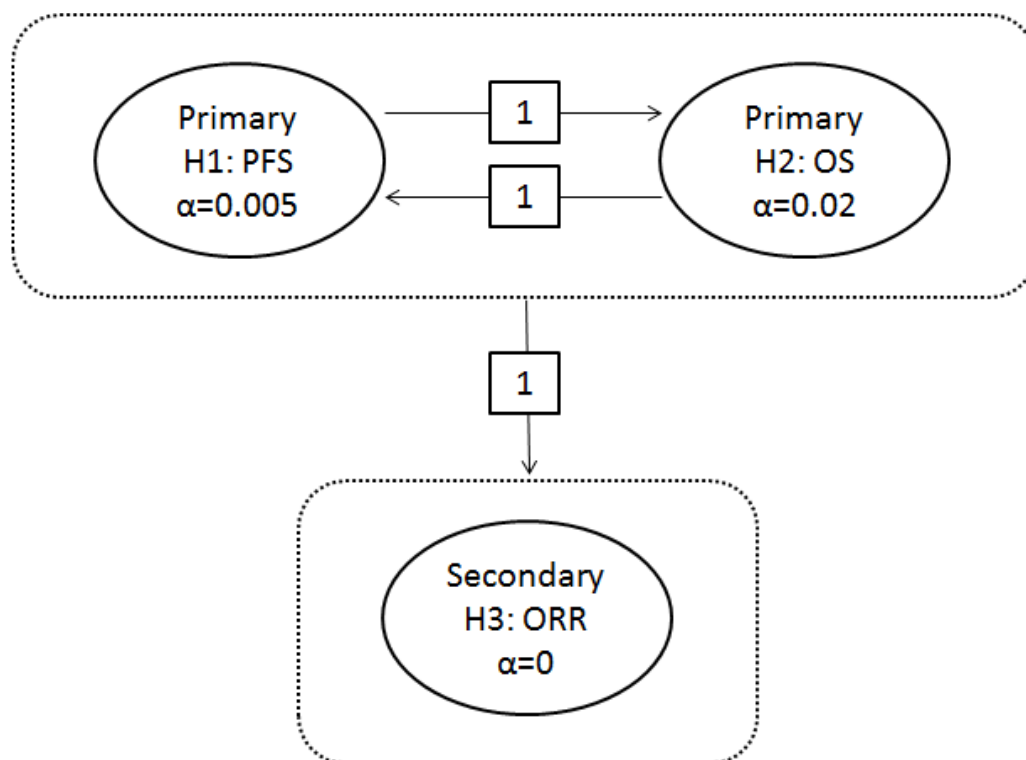 Primary
H1: PFS
α=0.005
1
1
Primary
H2: OS
α=0.02
1
Secondary
H3: ORR
α=0